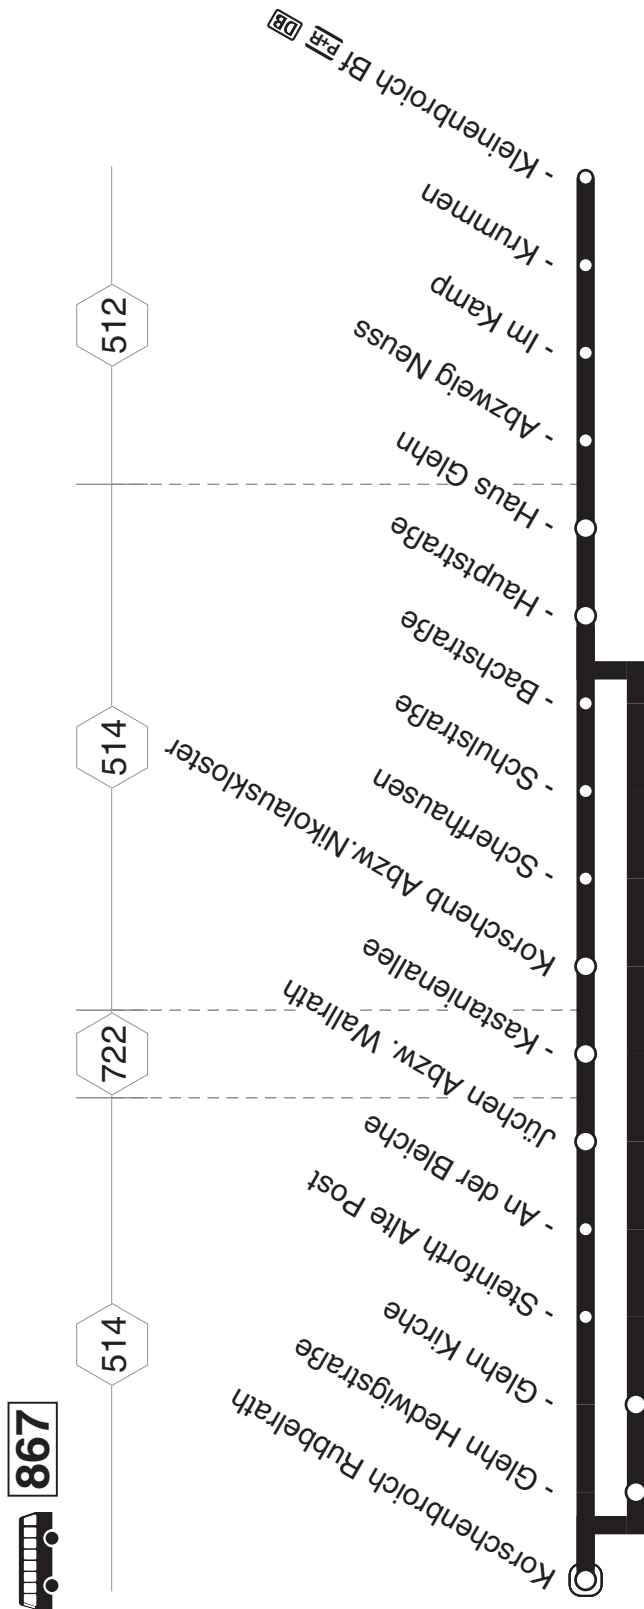 867
514
722
514
512
Korschenbroich Rubbelrath
- Glehn Hedwigstraße
- Glehn Kirche
- Steinforth Alte Post
- An der Bleiche
Jüchen Abzw. Wallrath
- Kastanienallee
Korschenb Abzw.Nikolauskloster
- Scherfhausen
- Schulstraße
- Bachstraße
- Hauptstraße
- Haus Glehn
- Abzweig Neuss
- Im Kamp
- Krummen
- Kleinenbroich Bf P+R DB